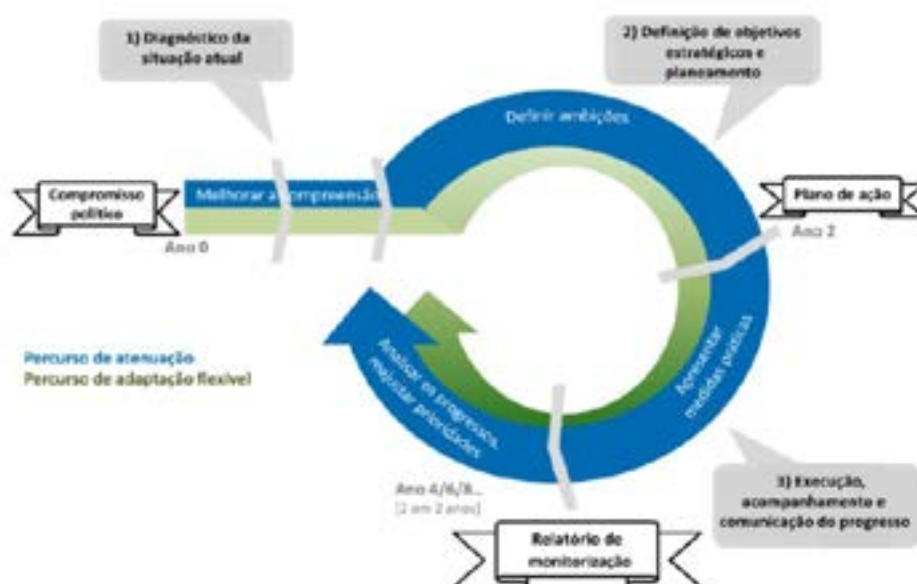 1) Diagnóstico da
situação atual
2) Definição de objetivos
estratégicos e
planeamento
Definir ambições
Compromisso
político
Melhorar a compreensão
Plano de ação
Ano 0
Ano 2
Percurso de atenuação
Percurso de adaptação flexível
Apresentar
medidas práticas
Analisar os progressos,
reajustar prioridades
Ano 4/6/8...
[2 em 2 anos]
3) Execução,
acompanhamento e
comunicação do progresso
Relatório de
monitorização